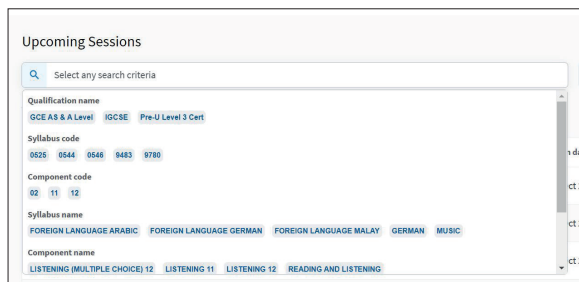 Upcoming Sessions
Select any search criteria
Qualification name
GCE AS & A Level IGCSE Pre-U Level 3 Cert
Syllabus code
0525 0544 0546 9483 9780
Component code
02 11 12
Syllabus name
FOREIGN LANGUAGE ARABIC FOREIGN LANGUAGE GERMAN FOREIGN LANGUAGE MALAY GERMAN MUSIC
Component name
LISTENING (MULTIPLE CHOICE) 12 LISTENING 11 LISTENING 12 READING AND LISTENING